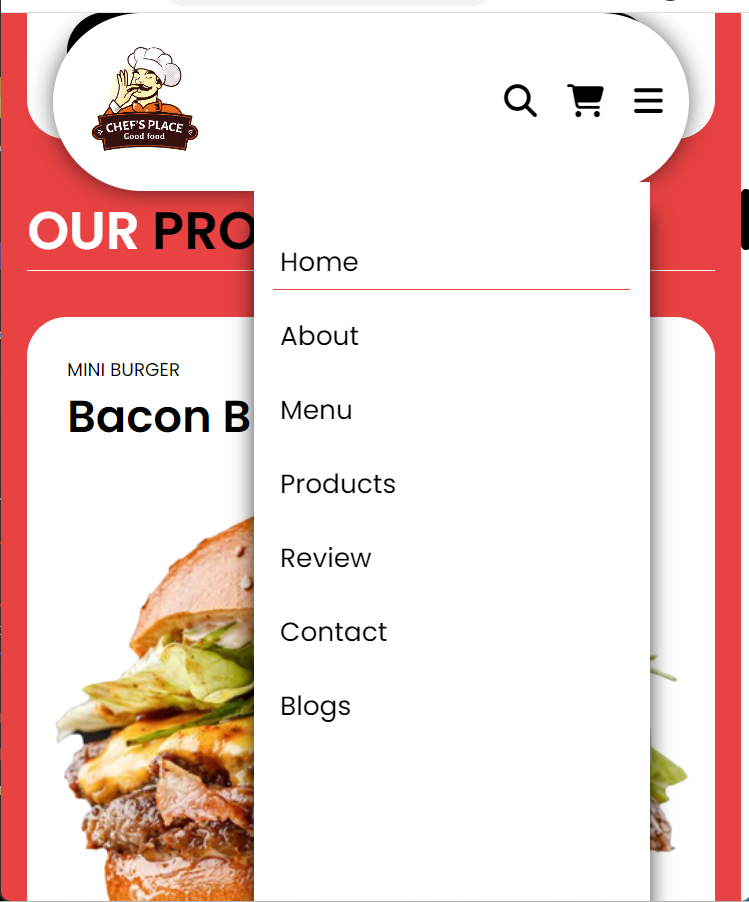 CHEF'S PLACE
Good food
OUR PRO
Home
About
MINI BURGER
Bacon B
Menu
Products
Review
Contact
Blogs